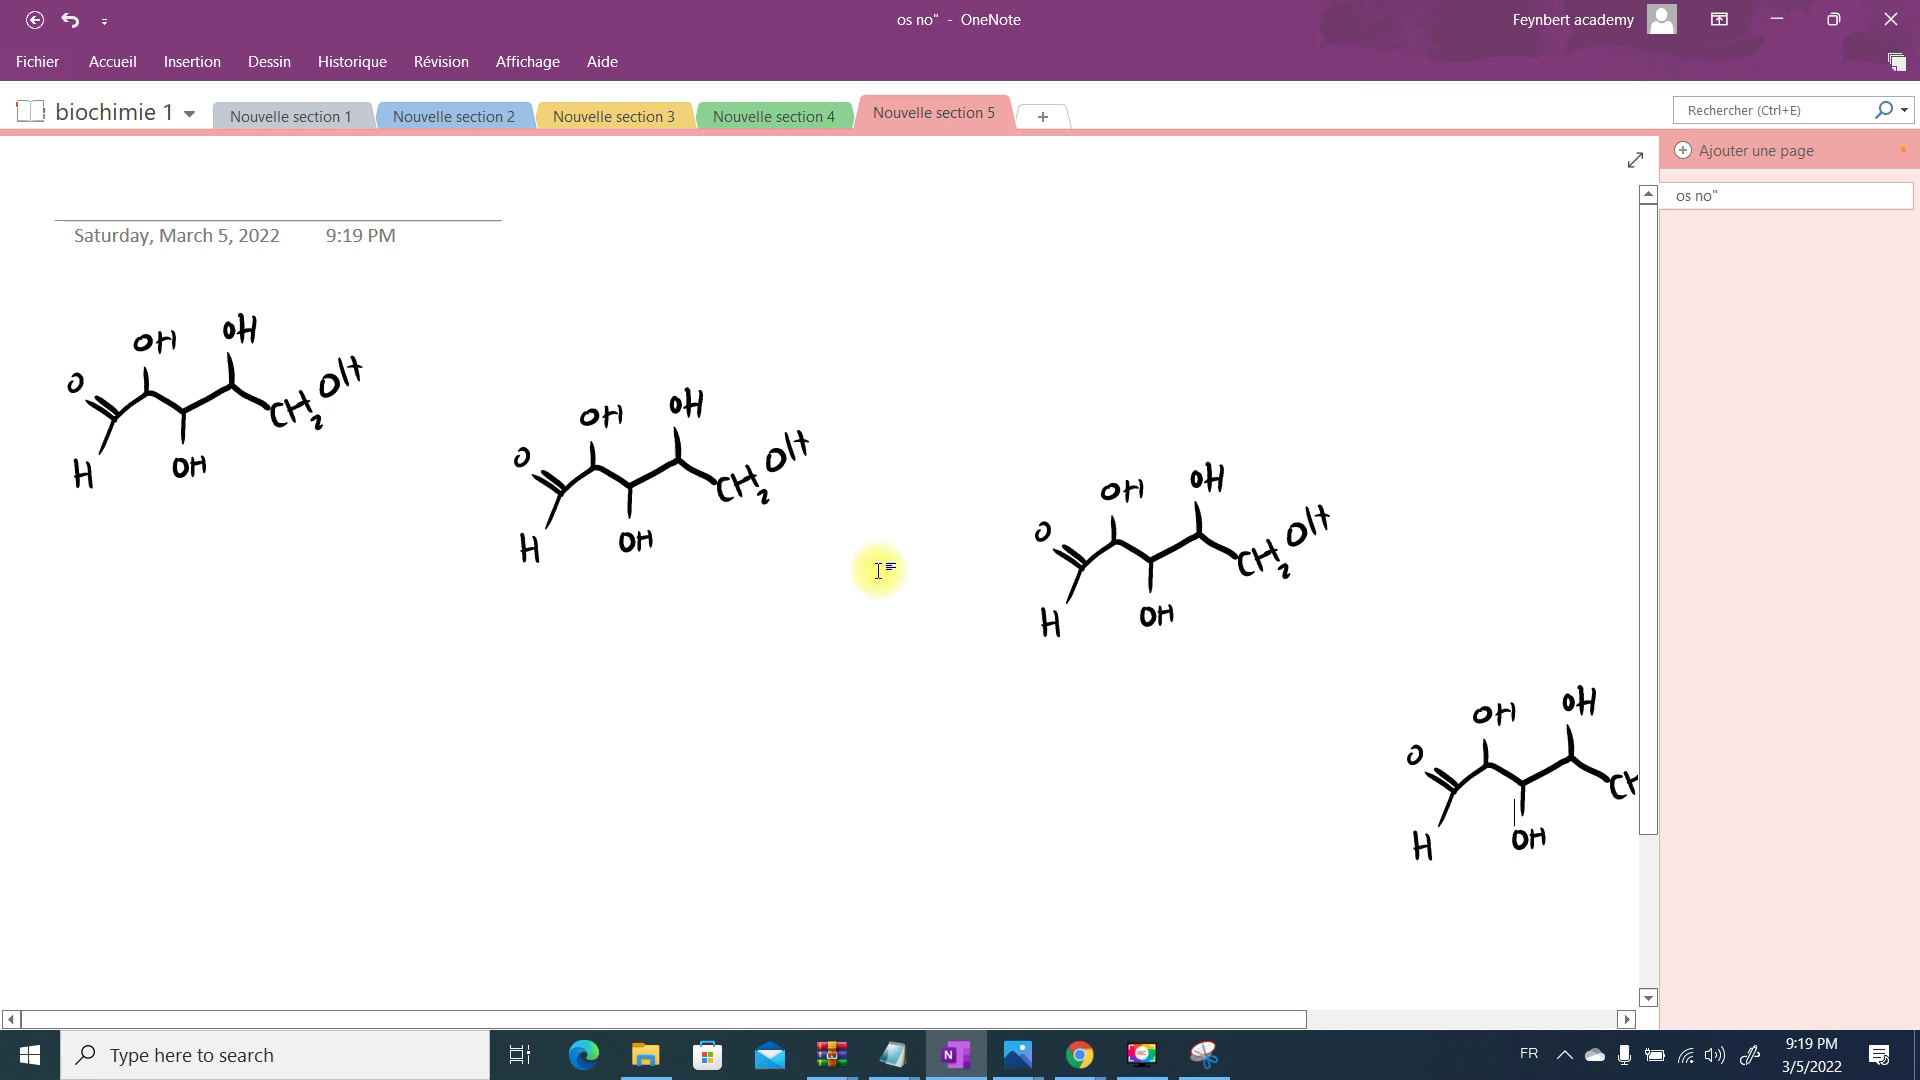 os no" - OneNote
Feynbert academy
Fichier Accueil Insertion Dessin Historique Révision Affichage Aide
biochimie 1
Nouvelle section 1
Nouvelle section 2
Nouvelle section 3
Nouvelle section 4
Nouvelle section 5
+
Rechercher (Ctrl+E)
Ajouter une page
os no"
Saturday, March 5, 2022 9:19 PM
OH OH
O CH2OH
H OH
OH OH
O CH2OH
H OH
OH OH
O CH2OH
H OH
OH OH
O CH
H OH
Type here to search
N
REC
FR
9:19 PM
3/5/2022